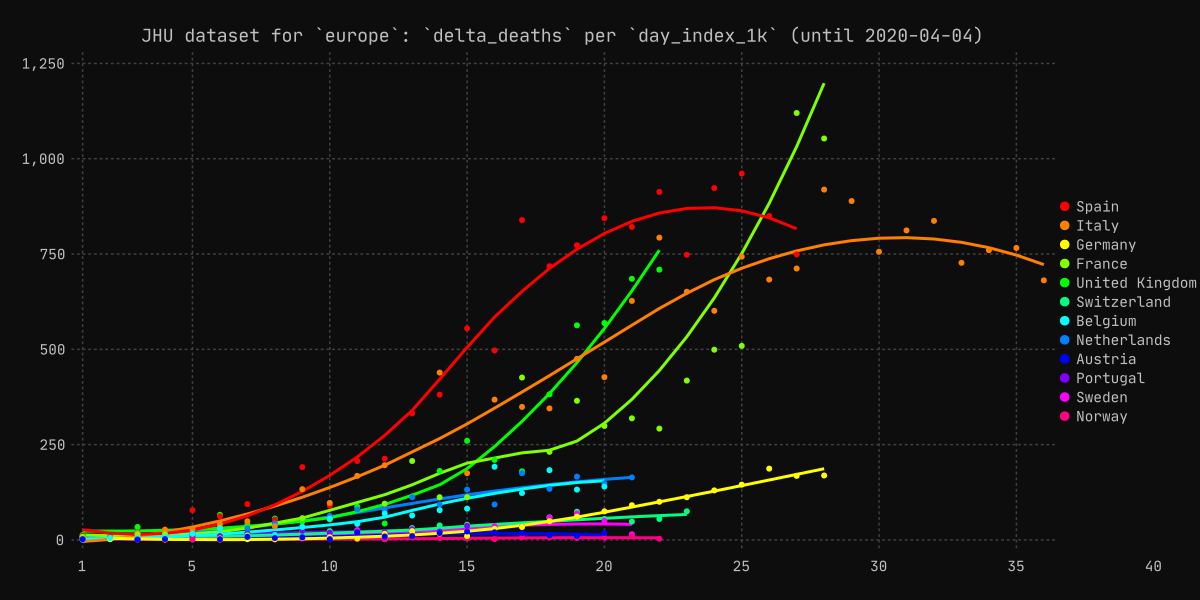 JHU dataset for `europe`: `delta_deaths` per `day_index_1k` (until 2020-04-04)
1,250
1,000
750
500
250
0
1 5 10 15 20 25 30 35 40
Spain
Italy
Germany
France
United Kingdom
Switzerland
Belgium
Netherlands
Austria
Portugal
Sweden
Norway